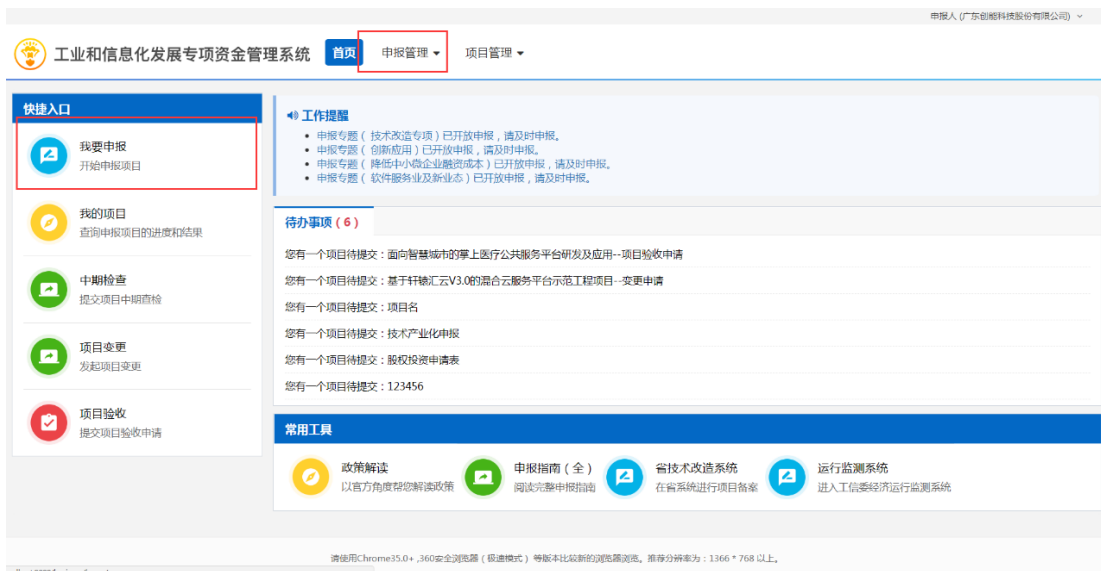 申报人 (广东创能科技股份有限公司)
工业和信息化发展专项资金管理系统 首页 申报管理 项目管理
快捷入口
我要申报
开始申报项目
我的项目
查询申报项目的进度和结果
中期检查
提交项目中期查检
项目变更
发起项目变更
项目验收
提交项目验收申请
工作提醒
申报专题 ( 技术改造专项 ) 已开放申报，请及时申报。
申报专题 ( 创新应用 ) 已开放申报，请及时申报。
申报专题 ( 降低中小微企业融资成本 ) 已开放申报，请及时申报。
申报专题 ( 软件服务业及新业态 ) 已开放申报，请及时申报。
待办事项 ( 6 )
您有一个项目待提交：面向智慧城市的掌上医疗公共服务平台研发及应用--项目验收申请
您有一个项目待提交：基于轩辕汇云V3.0的混合云服务平台示范工程项目--变更申请
您有一个项目待提交：项目名
您有一个项目待提交：技术产业化申报
您有一个项目待提交：股权投资申请表
您有一个项目待提交：123456
常用工具
政策解读
以官方角度帮您解读政策
申报指南 ( 全 )
阅读完整申报指南
省技术改造系统
在省系统进行项目备案
运行监测系统
进入工信委经济运行监测系统
请使用Chrome35.0+ ,360安全浏览器 ( 极速模式 ) 等版本比较新的浏览器浏览。推荐分辨率为：1366 * 768 以上。